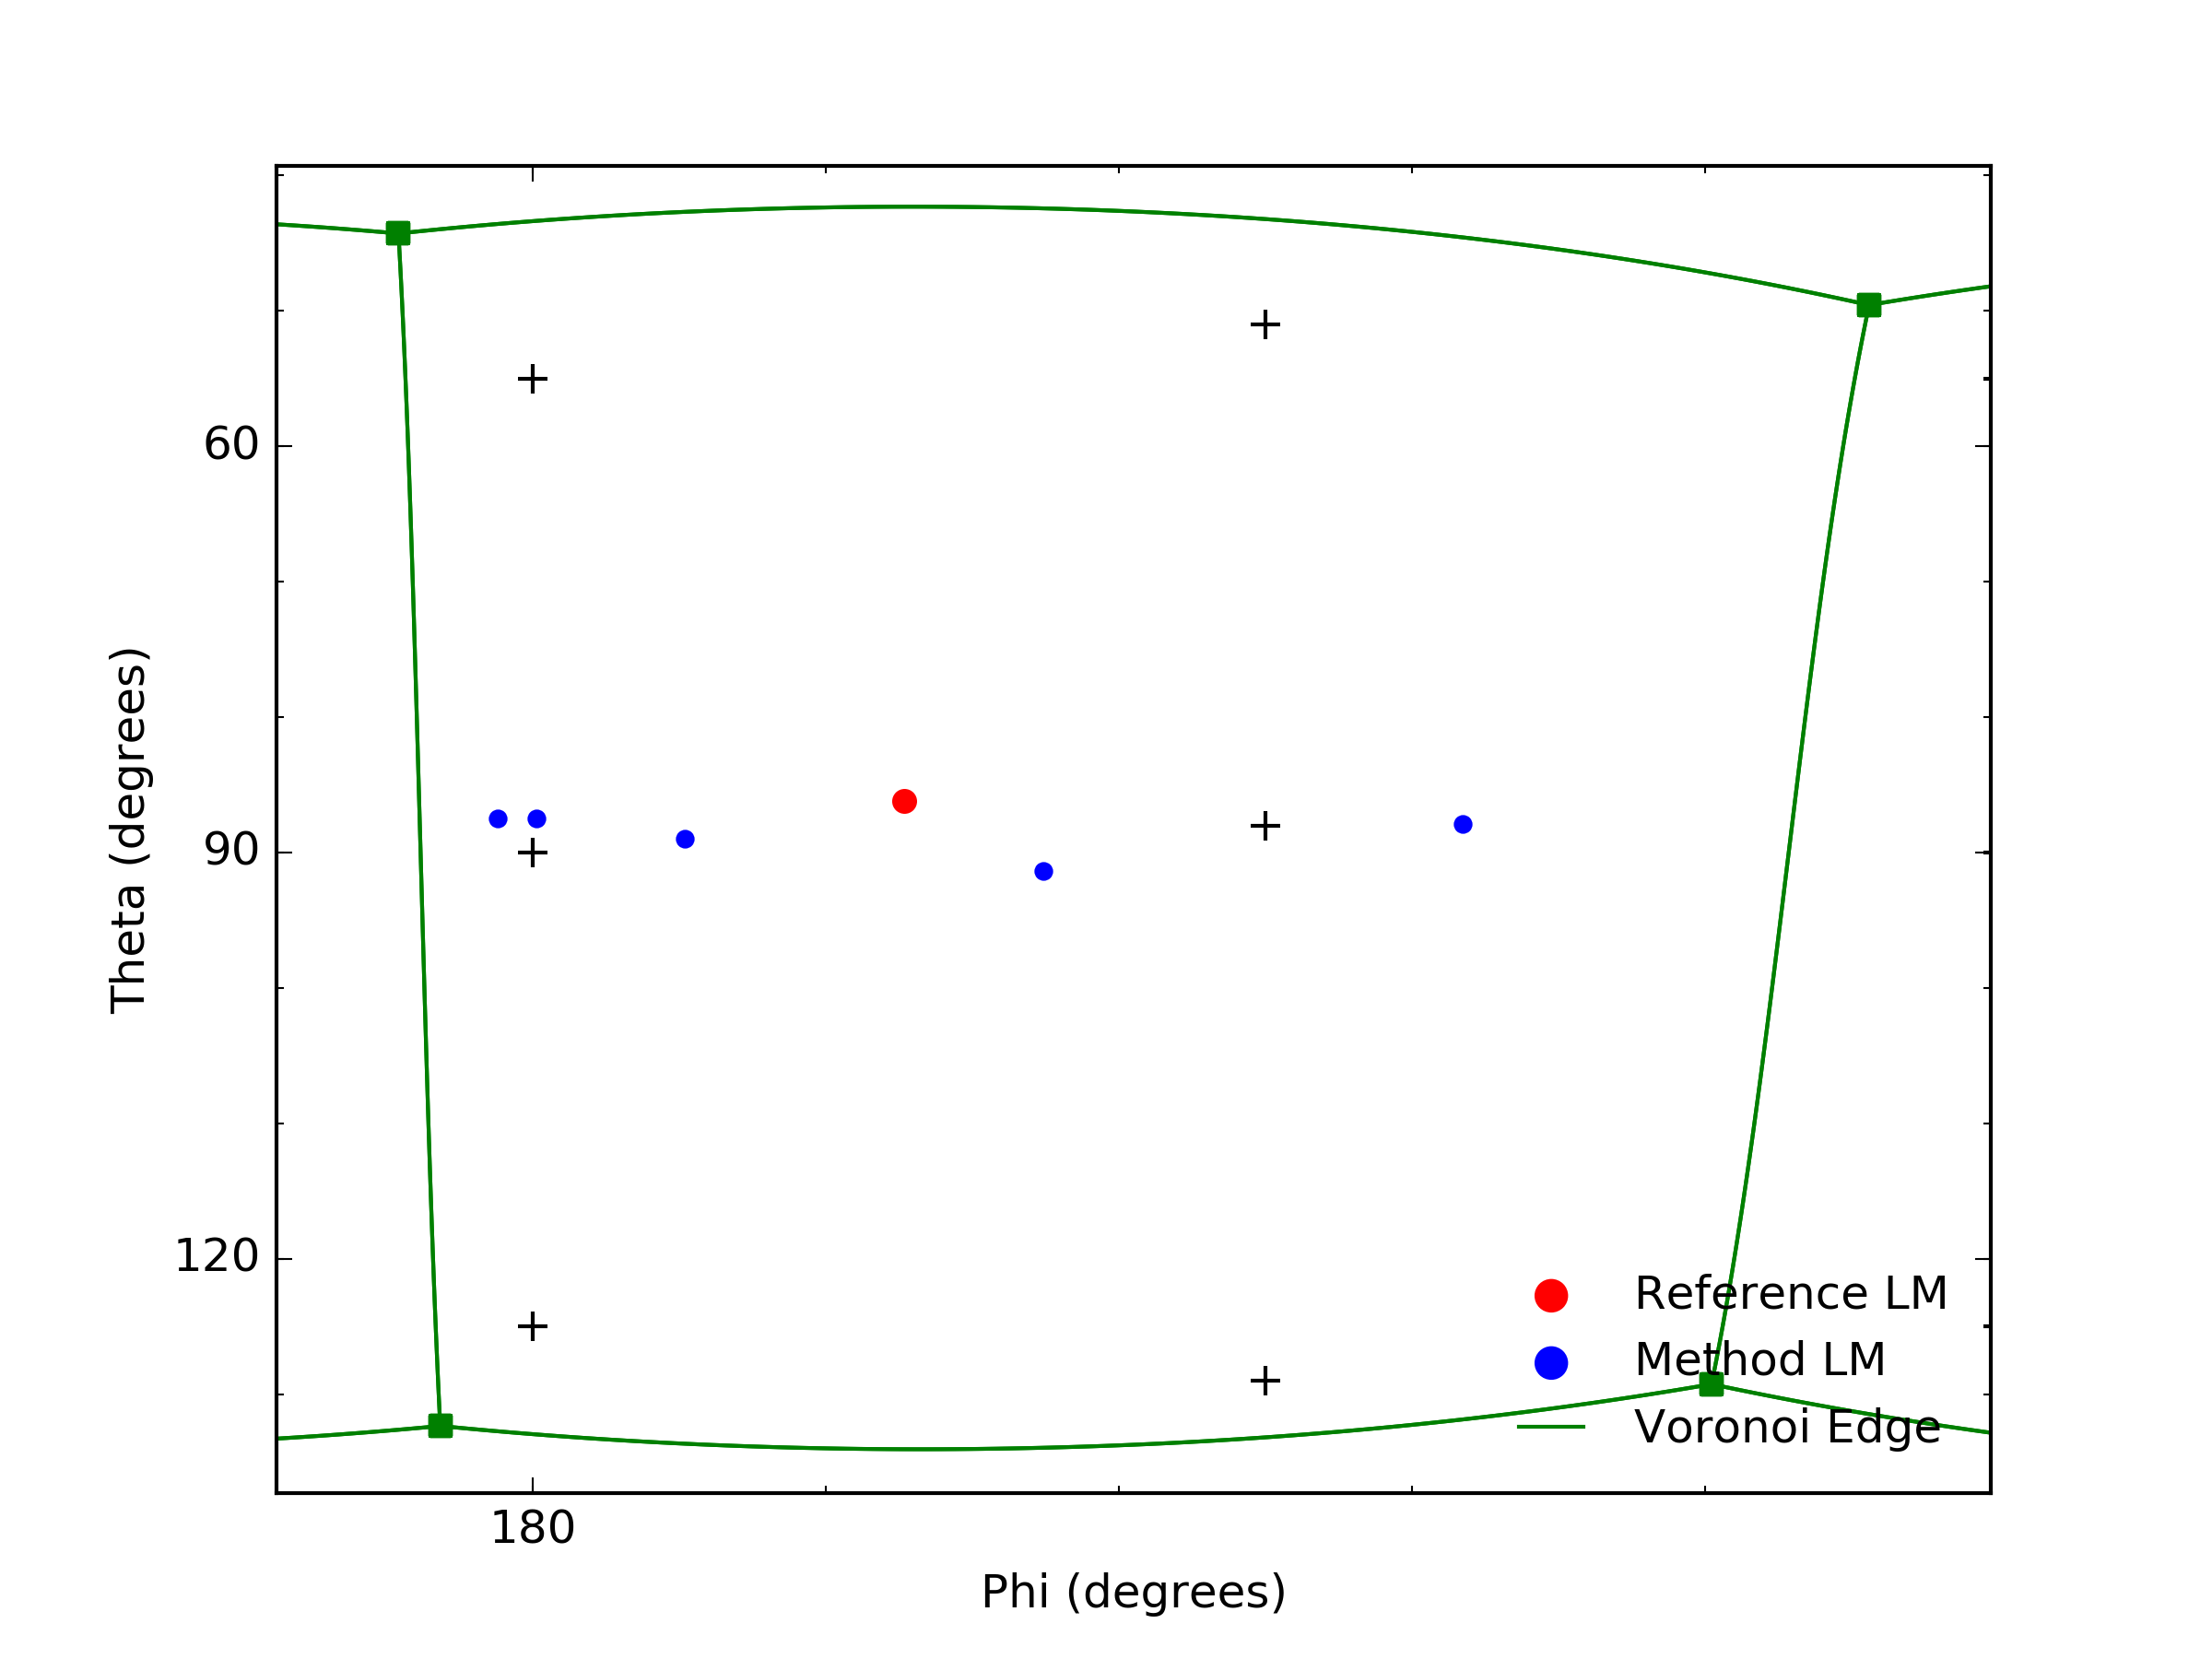 60
90
120
180
Theta (degrees)
Phi (degrees)
Reference LM
Method LM
Voronoi Edge